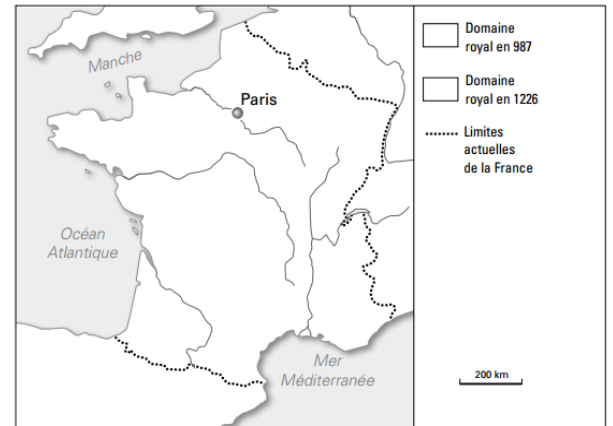 Manche
Paris
Océan
Atlantique
Mer
Méditerranée
Domaine
royal en 987
Domaine
royal en 1226
Limites
actuelles
de la France
200 km